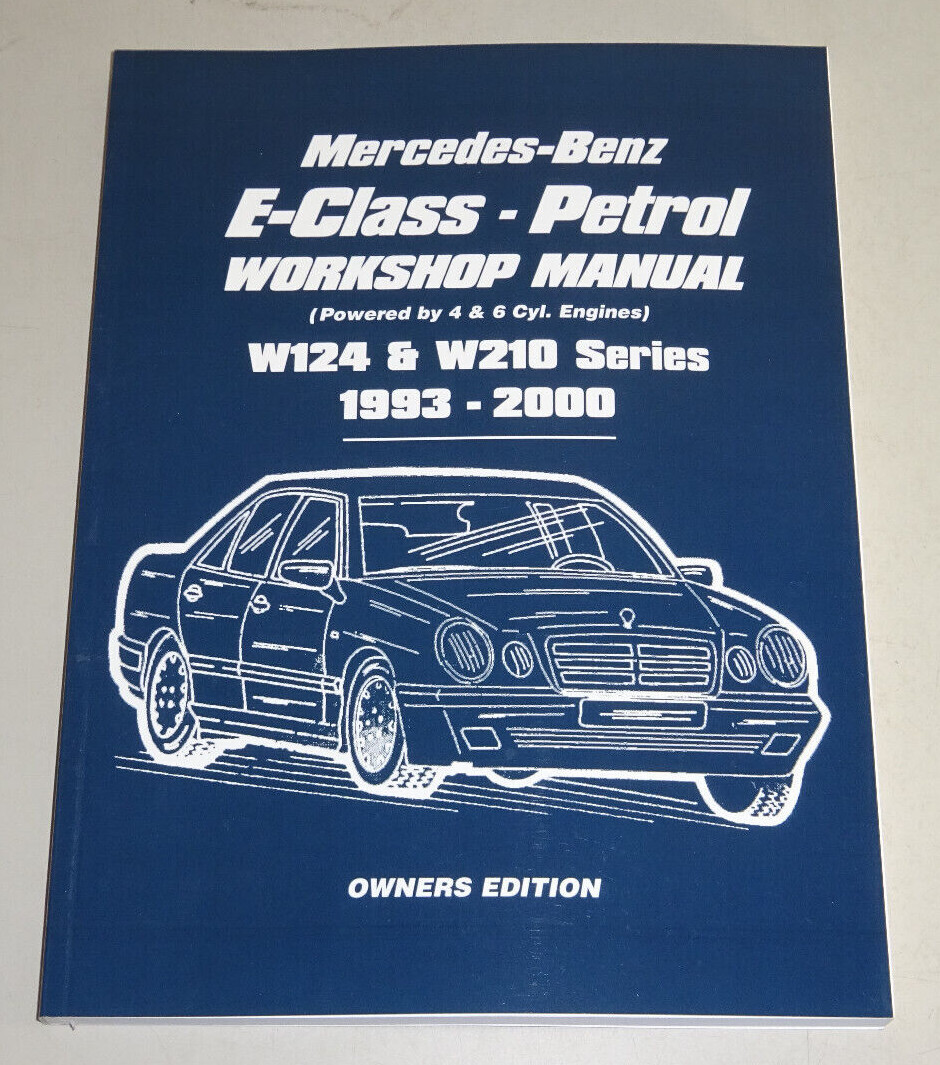 Mercedes-Benz
E-Class - Petrol
WORKSHOP MANUAL
(Powered by 4 & 6 Cyl. Engines)
W124 & W210 Series
1993 - 2000
OWNERS EDITION